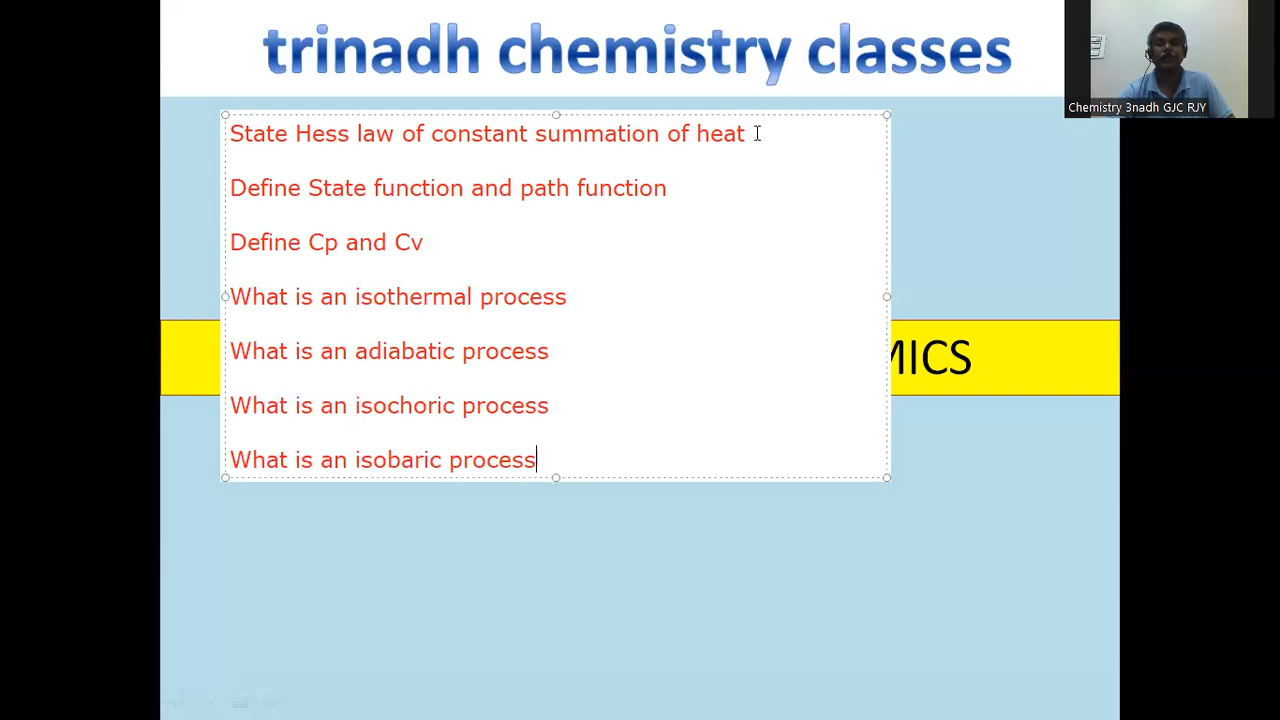 trinadh chemistry classes
Chemistry 3nadh GJC RJY
State Hess law of constant summation of heat
Define State function and path function
Define Cp and Cv
What is an isothermal process
What is an adiabatic process
MICS
What is an isochoric process
What is an isobaric process